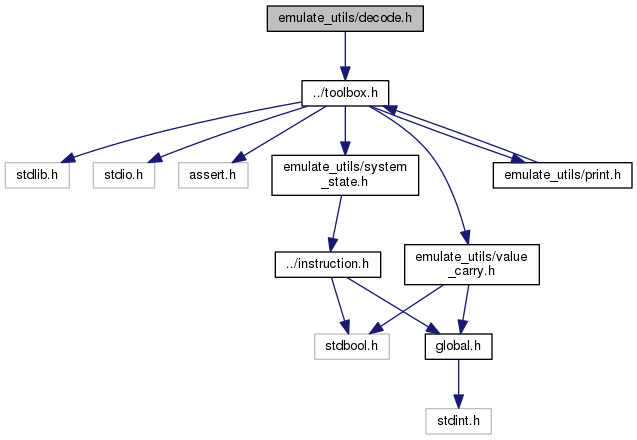 emulate_utils/decode.h
../toolbox.h
stdlib.h
stdio.h
assert.h
emulate_utils/system
_state.h
emulate_utils/print.h
../instruction.h
emulate_utils/value
_carry.h
stdbool.h
global.h
stdint.h